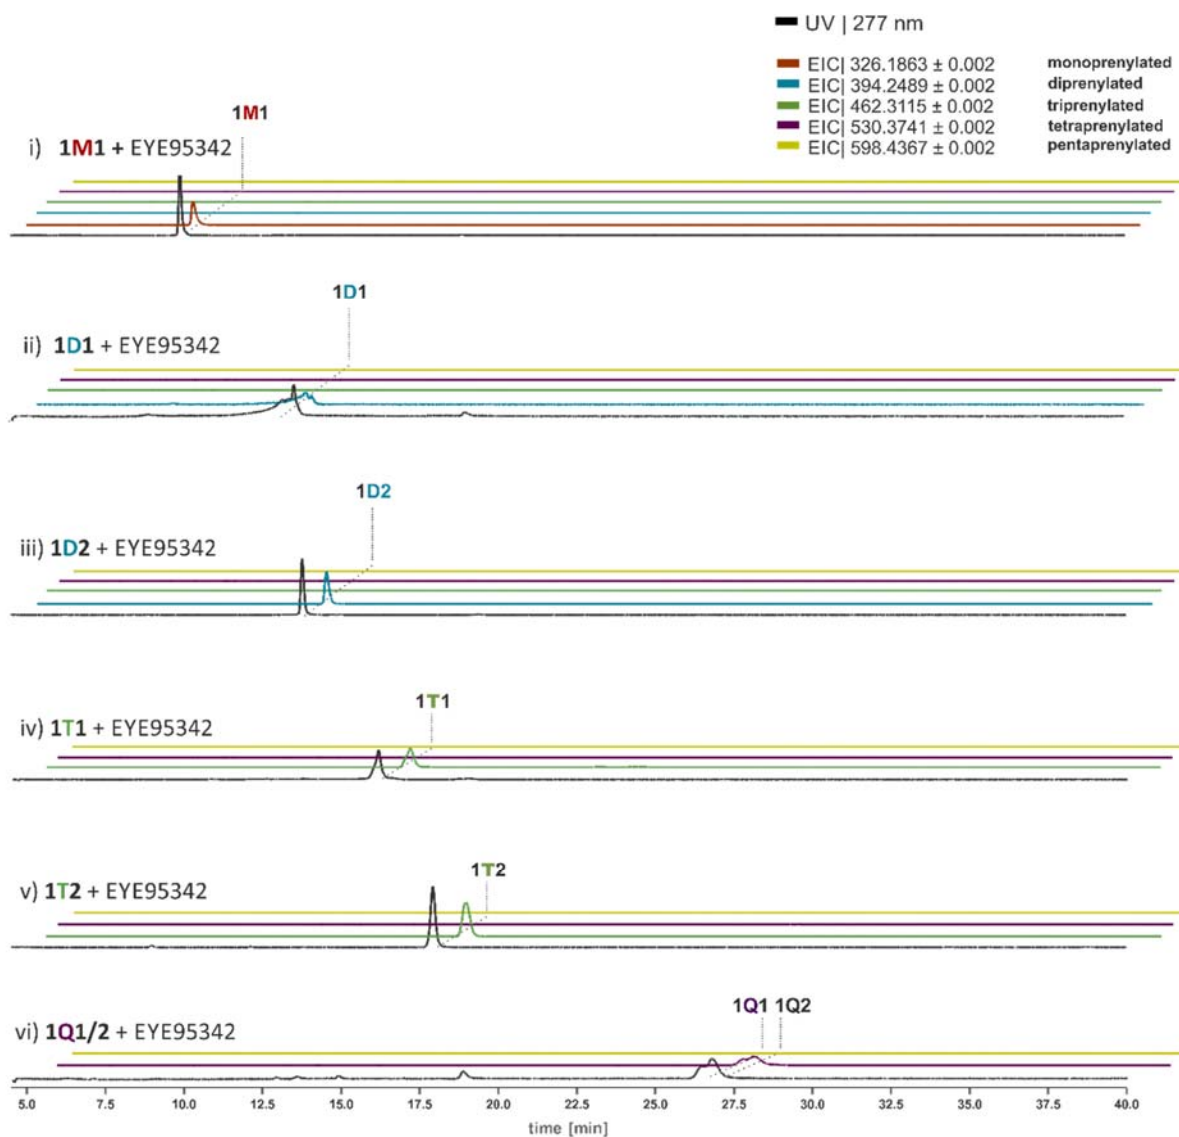 UV | 277 nm
EIC| 326.1863 ± 0.002 monoprenylated
EIC| 394.2489 ± 0.002 diprenylated
EIC| 462.3115 ± 0.002 triprenylated
EIC| 530.3741 ± 0.002 tetraprenylated
EIC| 598.4367 ± 0.002 pentaprenylated
1M1
i) 1M1 + EYE95342
1D1
ii) 1D1 + EYE95342
1D2
iii) 1D2 + EYE95342
1T1
iv) 1T1 + EYE95342
1T2
v) 1T2 + EYE95342
1Q1 1Q2
vi) 1Q1/2 + EYE95342
5.0 7.5 10.0 12.5 15.0 17.5 20.0 22.5 25.0 27.5 30.0 32.5 35.0 37.5 40.0
time [min]